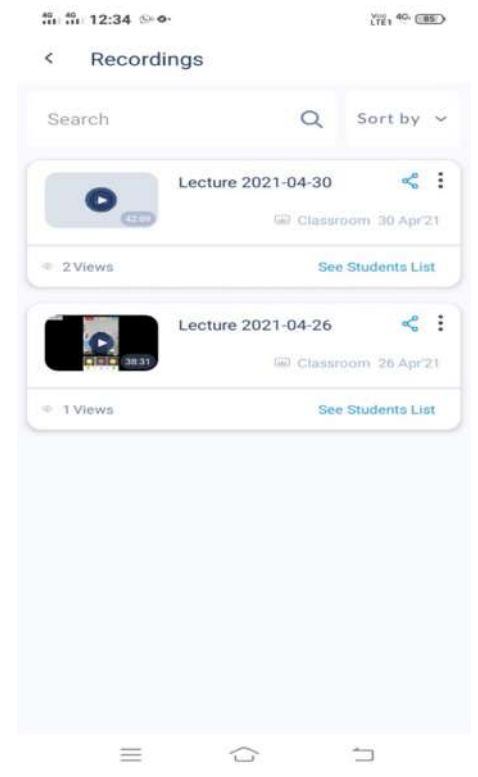 12:34
85
Recordings
Search
Sort by
Lecture 2021-04-30
42:09
Classroom 30 Apr'21
2 Views
See Students List
Lecture 2021-04-26
38:31
Classroom 26 Apr'21
1 Views
See Students List